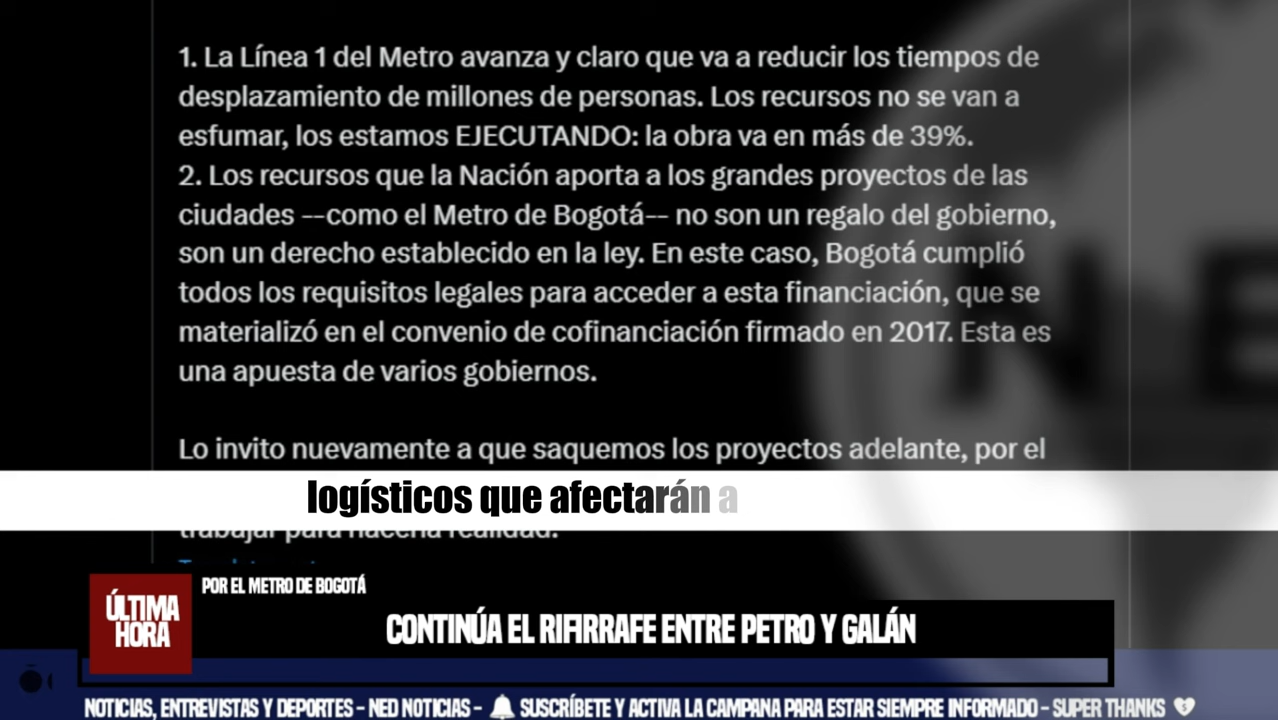 1. La Línea 1 del Metro avanza y claro que va a reducir los tiempos de
desplazamiento de millones de personas. Los recursos no se van a
esfumar, los estamos EJECUTANDO: la obra va en más de 39%.
2. Los recursos que la Nación aporta a los grandes proyectos de las
ciudades --como el Metro de Bogotá-- no son un regalo del gobierno,
son un derecho establecido en la ley. En este caso, Bogotá cumplió
todos los requisitos legales para acceder a esta financiación, que se
materializó en el convenio de cofinanciación firmado en 2017. Esta es
una apuesta de varios gobiernos.
Lo invito nuevamente a que saquemos los proyectos adelante, por el
logísticos que afectarán a
trabajar para hacerla realidad.
POR EL METRO DE BOGOTÁ
ÚLTIMA
HORA
CONTINÚA EL RIFIRRAFE ENTRE PETRO Y GALÁN
NOTICIAS, ENTREVISTAS Y DEPORTES - NED NOTICIAS - SUSCRÍBETE Y ACTIVA LA CAMPANA PARA ESTAR SIEMPRE INFORMADO - SUPER THANKS